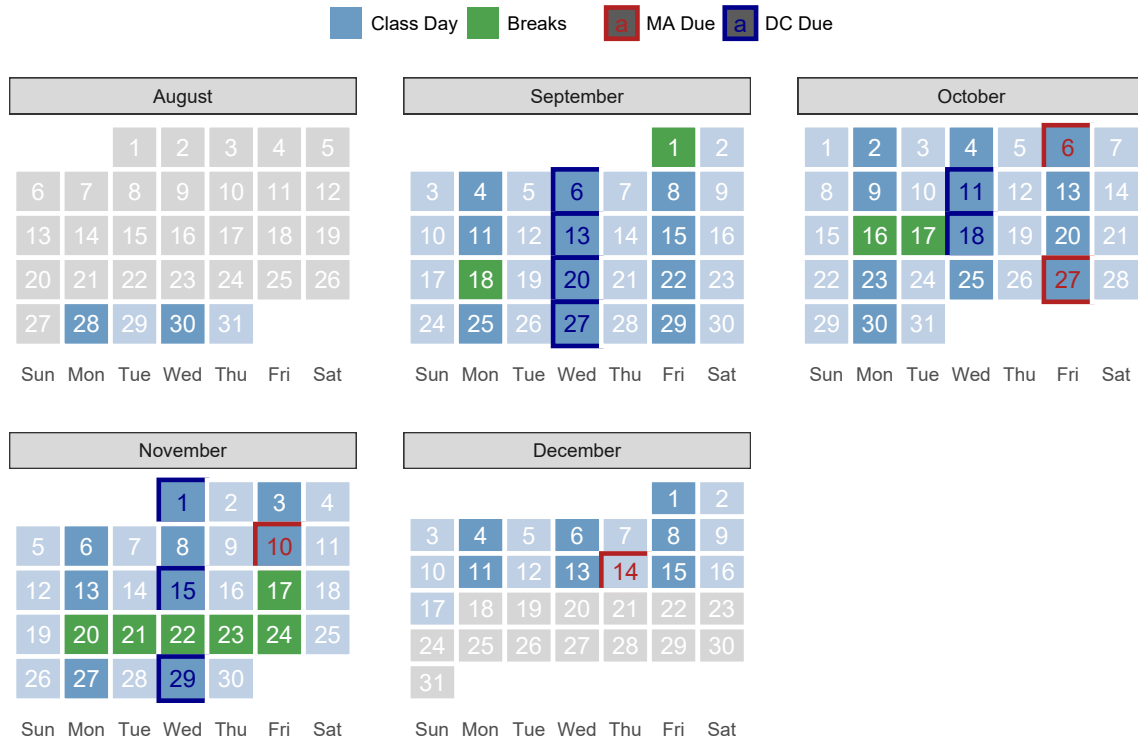 Class Day Breaks a MA Due a DC Due
August
1 2 3 4 5
6 7 8 9 10 11 12
13 14 15 16 17 18 19
20 21 22 23 24 25 26
27 28 29 30 31
Sun Mon Tue Wed Thu Fri Sat
September
1 2
3 4 5 6 7 8 9
10 11 12 13 14 15 16
17 18 19 20 21 22 23
24 25 26 27 28 29 30
Sun Mon Tue Wed Thu Fri Sat
October
1 2 3 4 5 6 7
8 9 10 11 12 13 14
15 16 17 18 19 20 21
22 23 24 25 26 27 28
29 30 31
Sun Mon Tue Wed Thu Fri Sat
November
1 2 3 4
5 6 7 8 9 10 11
12 13 14 15 16 17 18
19 20 21 22 23 24 25
26 27 28 29 30
Sun Mon Tue Wed Thu Fri Sat
December
1 2
3 4 5 6 7 8 9
10 11 12 13 14 15 16
17 18 19 20 21 22 23
24 25 26 27 28 29 30
31
Sun Mon Tue Wed Thu Fri Sat